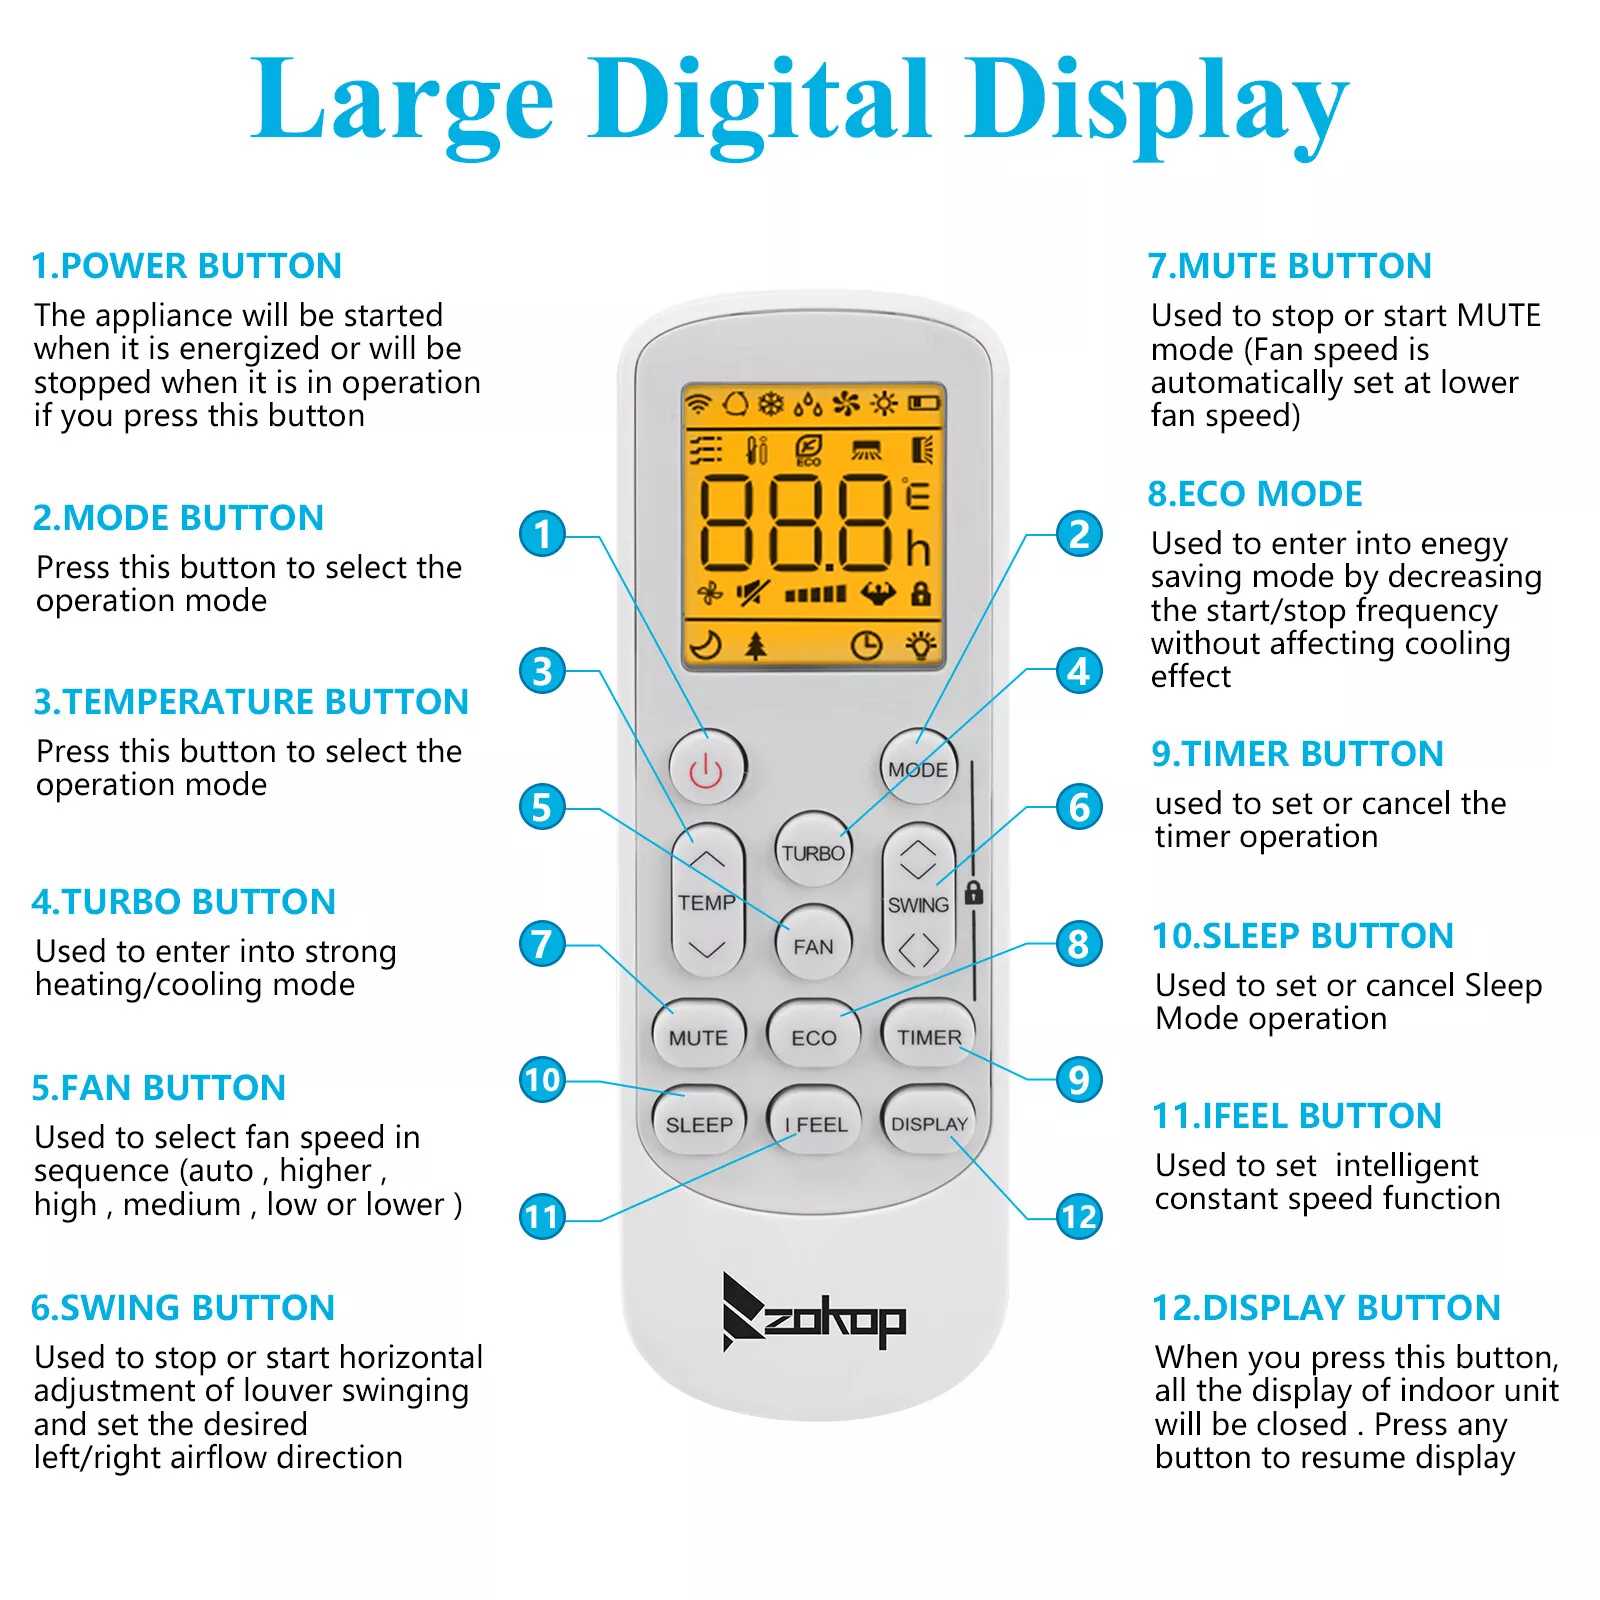 Large Digital Display
1.POWER BUTTON
The appliance will be started
when it is energized or will be
stopped when it is in operation
if you press this button
2.MODE BUTTON
Press this button to select the
operation mode
3.TEMPERATURE BUTTON
Press this button to select the
operation mode
4.TURBO BUTTON
Used to enter into strong
heating/cooling mode
5.FAN BUTTON
Used to select fan speed in
sequence (auto , higher ,
high , medium , low or lower )
6.SWING BUTTON
Used to stop or start horizontal
adjustment of louver swinging
and set the desired
left/right airflow direction
1
3
5
7
10
11
ECO
88.8
h
MODE
TURBO
TEMP
SWING
FAN
MUTE
ECO
TIMER
SLEEP
I FEEL
DISPLAY
zokop
2
4
6
8
9
12
7.MUTE BUTTON
Used to stop or start MUTE
mode (Fan speed is
automatically set at lower
fan speed)
8.ECO MODE
Used to enter into enegy
saving mode by decreasing
the start/stop frequency
without affecting cooling
effect
9.TIMER BUTTON
used to set or cancel the
timer operation
10.SLEEP BUTTON
Used to set or cancel Sleep
Mode operation
11.IFEEL BUTTON
Used to set  intelligent
constant speed function
12.DISPLAY BUTTON
When you press this button,
all the display of indoor unit
will be closed . Press any
button to resume display